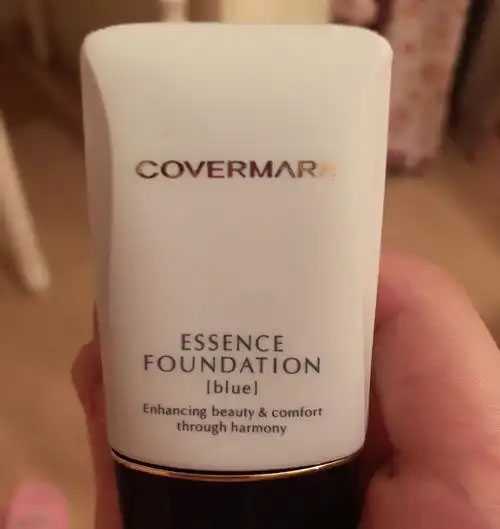 COVERMARK
ESSENCE
FOUNDATION
[blue]
Enhancing beauty & comfort
through harmony